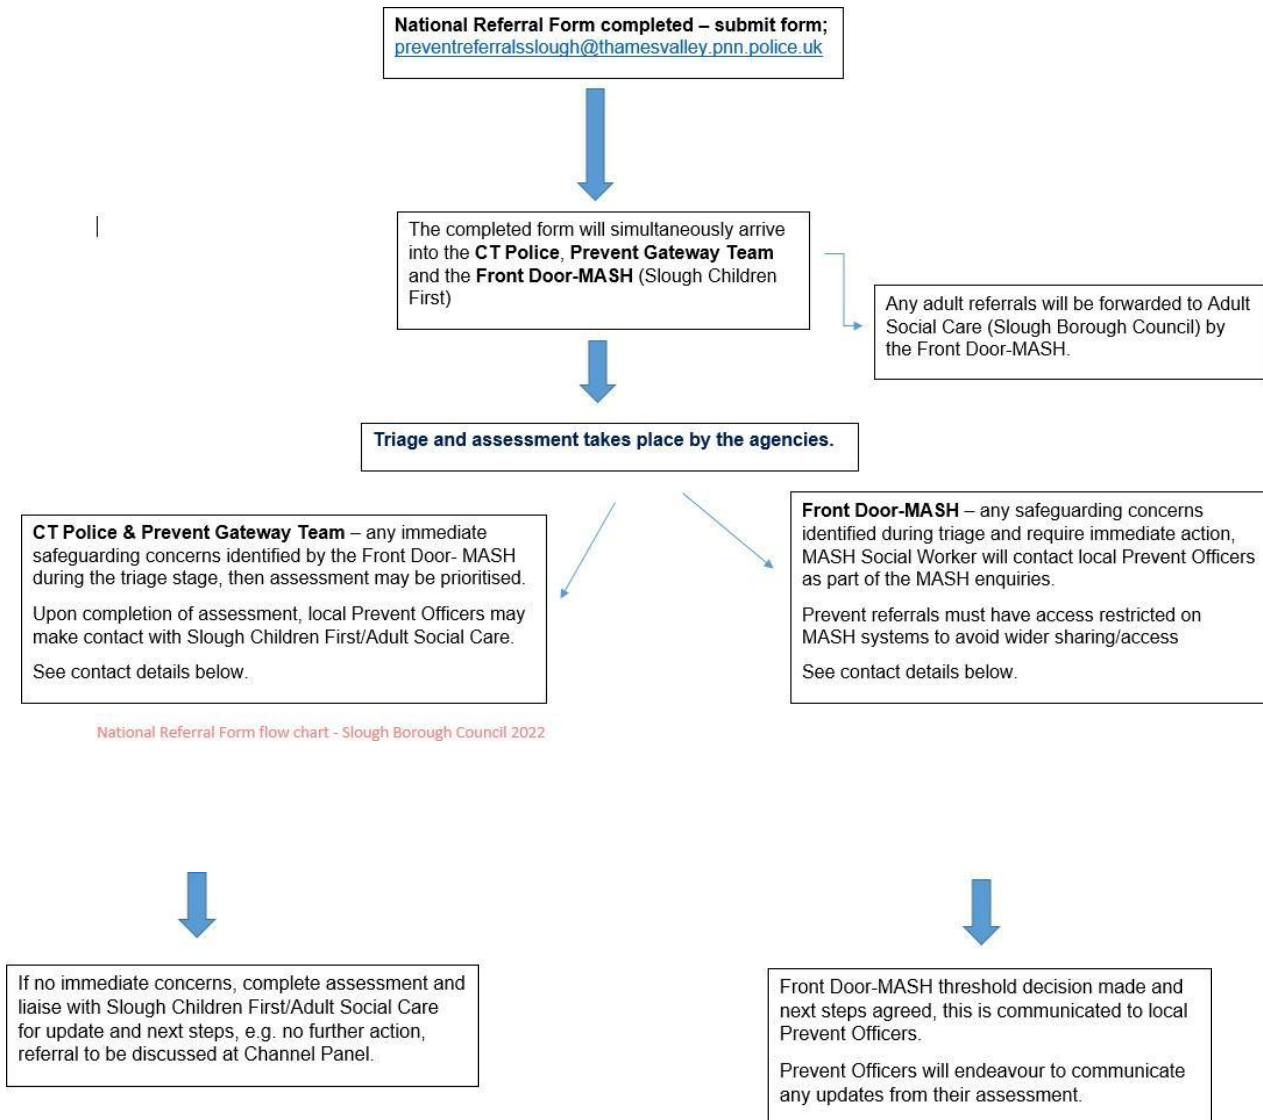 National Referral Form completed – submit form;
preventreferralsslough@thamesvalley.pnn.police.uk
The completed form will simultaneously arrive
into the CT Police, Prevent Gateway Team
and the Front Door-MASH (Slough Children
First)
Any adult referrals will be forwarded to Adult
Social Care (Slough Borough Council) by
the Front Door-MASH.
Triage and assessment takes place by the agencies.
CT Police & Prevent Gateway Team – any immediate
safeguarding concerns identified by the Front Door- MASH
during the triage stage, then assessment may be prioritised.
Upon completion of assessment, local Prevent Officers may
make contact with Slough Children First/Adult Social Care.
See contact details below.
Front Door-MASH – any safeguarding concerns
identified during triage and require immediate action,
MASH Social Worker will contact local Prevent Officers
as part of the MASH enquiries.
Prevent referrals must have access restricted on
MASH systems to avoid wider sharing/access
See contact details below.
National Referral Form flow chart - Slough Borough Council 2022
If no immediate concerns, complete assessment and
liaise with Slough Children First/Adult Social Care
for update and next steps, e.g. no further action,
referral to be discussed at Channel Panel.
Front Door-MASH threshold decision made and
next steps agreed, this is communicated to local
Prevent Officers.
Prevent Officers will endeavour to communicate
any updates from their assessment.